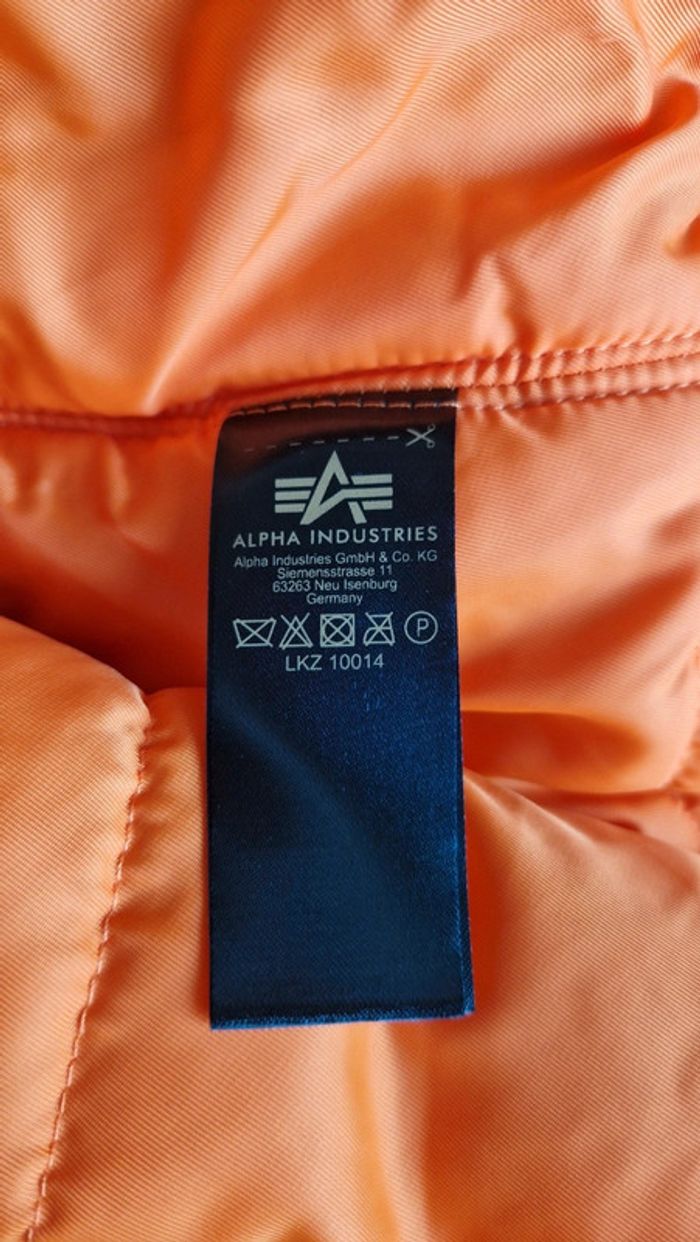 ALPHA INDUSTRIES
Alpha Industries GmbH & Co. KG
Siemensstrasse 11
63263 Neu Isenburg
Germany
P
LKZ 10014